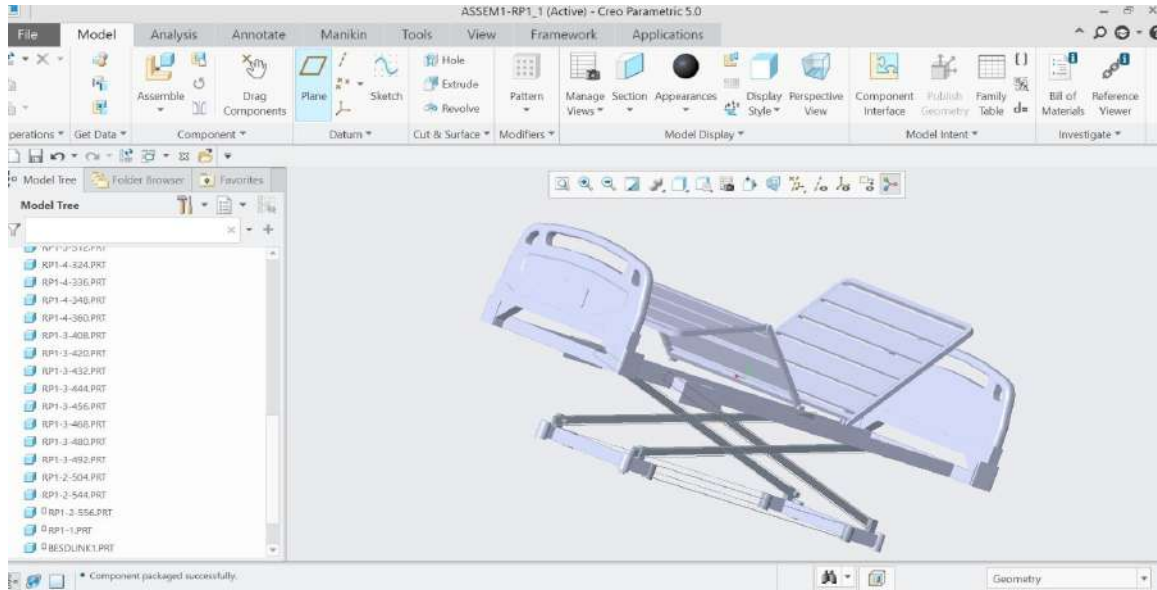 ASSEM1-RP1_1 (Active) - Creo Parametric 5.0
File Model Analysis Annotate Manikin Tools View Framework Applications
Hole
Extrude
Revolve
Assemble
Drag
Components
Plane
Sketch
Pattern
Manage
Views
Section
Appearances
Display
Style
Perspective
View
Component
Interface
Publish
Geometry
Family
Table
d=
Bill of
Materials
Reference
Viewer
perations Get Data Component Datum Cut & Surface Modifiers Model Display Model Intent Investigate
Model Tree Folder Browser Favorites
Model Tree
RP1-3-512.PRT
RP1-4-324.PRT
RP1-4-336.PRT
RP1-4-348.PRT
RP1-4-360.PRT
RP1-3-408.PRT
RP1-3-420.PRT
RP1-3-432.PRT
RP1-3-444.PRT
RP1-3-456.PRT
RP1-3-468.PRT
RP1-3-480.PRT
RP1-3-492.PRT
RP1-2-504.PRT
RP1-2-544.PRT
RP1-2-556.PRT
RP1-1.PRT
BESDLINK1.PRT
• Component packaged successfully.
Geometry